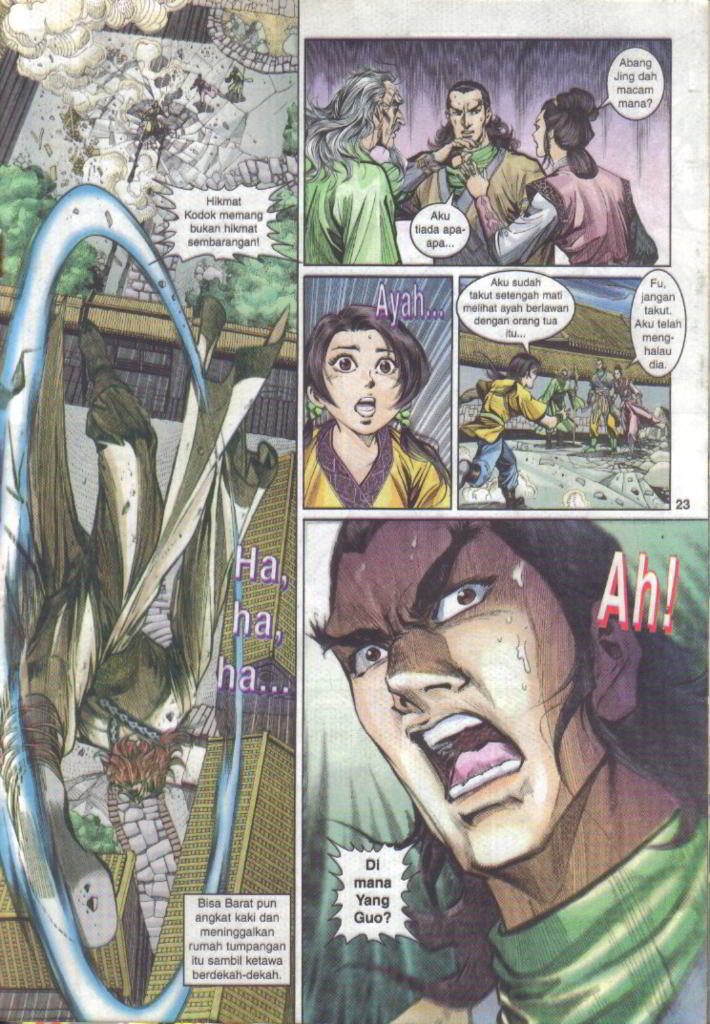 Hikmat
Kodok memang
bukan hikmat
sembarangan!
Ha,
ha,
ha...
Bisa Barat pun
angkat kaki dan
meninggalkan
rumah tumpangan
itu sambil ketawa
berdekah-dekah.
Abang
Jing dah
macam
mana?
Aku
tiada apa-
apa...
Ayah...
Aku sudah
takut setengah mati
melihat ayah berlawan
dengan orang tua
itu...
Fu,
jangan
takut.
Aku telah
meng-
halau
dia.
23
Ah!
Di
mana
Yang
Guo?